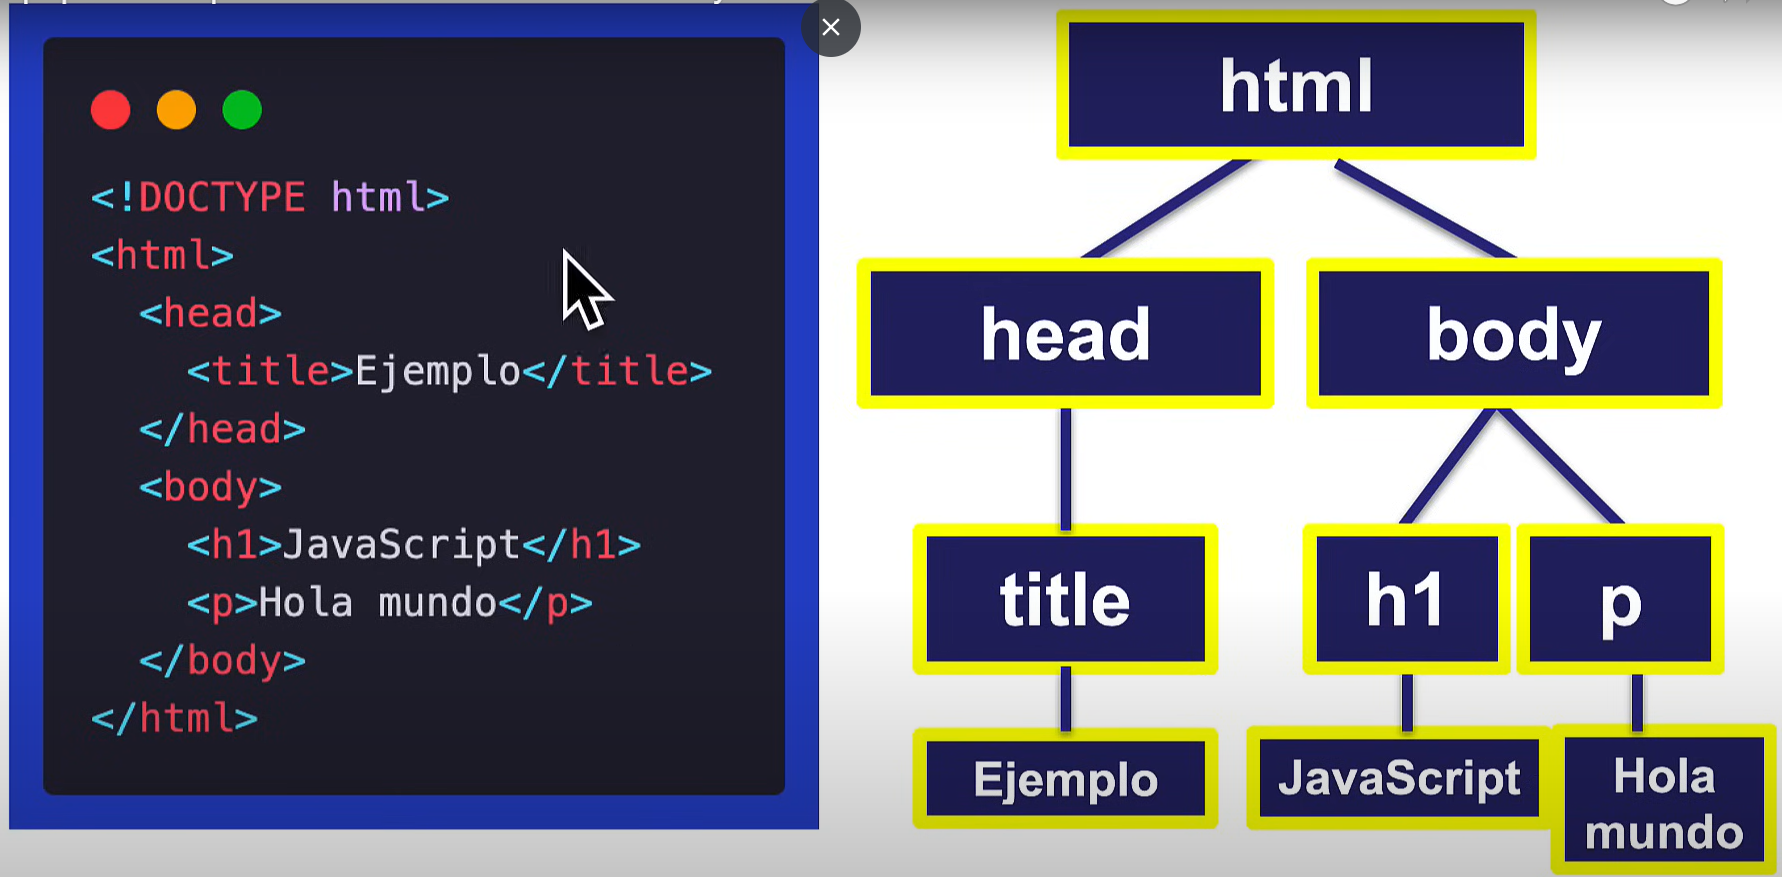 <!DOCTYPE html>
<html>
<head>
<title>Ejemplo</title>
</head>
<body>
<h1>JavaScript</h1>
<p>Hola mundo</p>
</body>
</html>
html
head
body
title
h1
p
Ejemplo
JavaScript
Hola
mundo